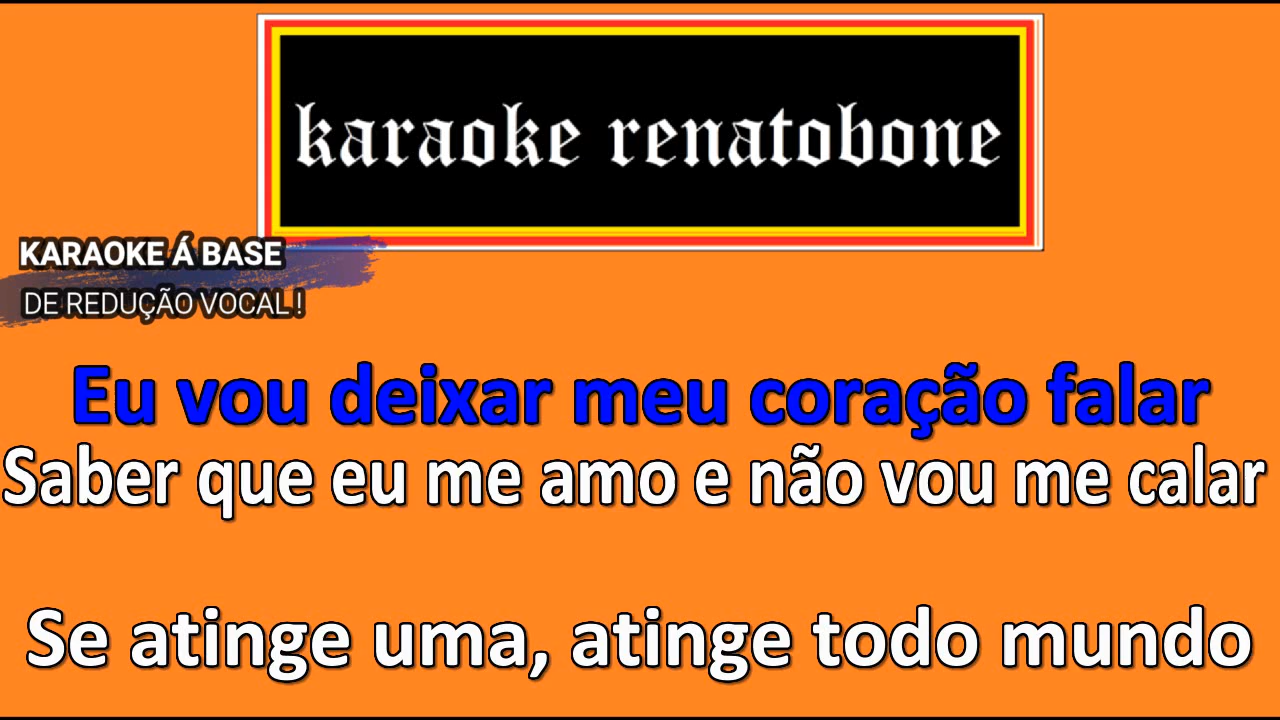 karaoke renatobone
KARAOKE Á BASE
DE REDUÇÃO VOCAL !
Eu vou deixar meu coração falar
Saber que eu me amo e não vou me calar
Se atinge uma, atinge todo mundo